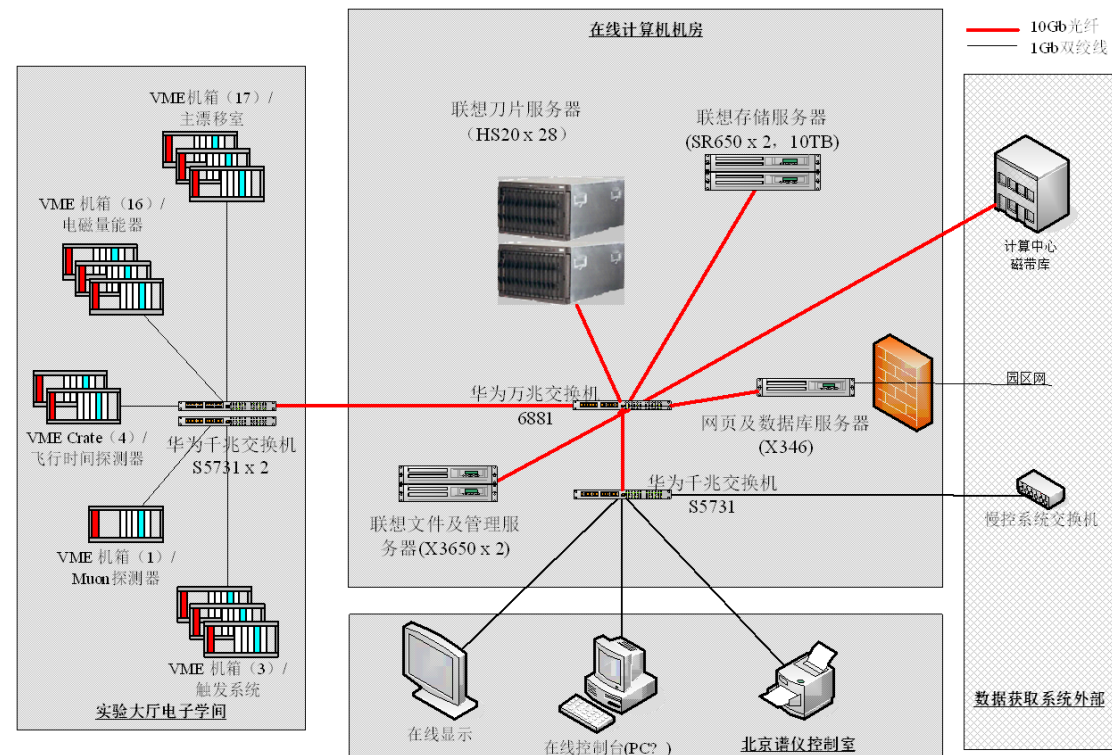 在线计算机机房
10Gb光纤
1Gb双绞线
VME机箱（17）/
主漂移室
VME 机箱（16）/
电磁量能器
VME Crate（4）/
飞行时间探测器
VME 机箱（1）/
Muon探测器
VME 机箱（3）/
触发系统
实验大厅电子学间
华为千兆交换机
S5731 x 2
联想刀片服务器
（HS20 x 28）
联想存储服务器
(SR650 x 2，10TB)
华为万兆交换机
6881
网页及数据库服务器
(X346)
联想文件及管理服
务器(X3650 x 2)
华为千兆交换机
S5731
计算中心
磁带库
园区网
慢控系统交换机
数据获取系统外部
在线显示
在线控制台(PC? )
北京谱仪控制室